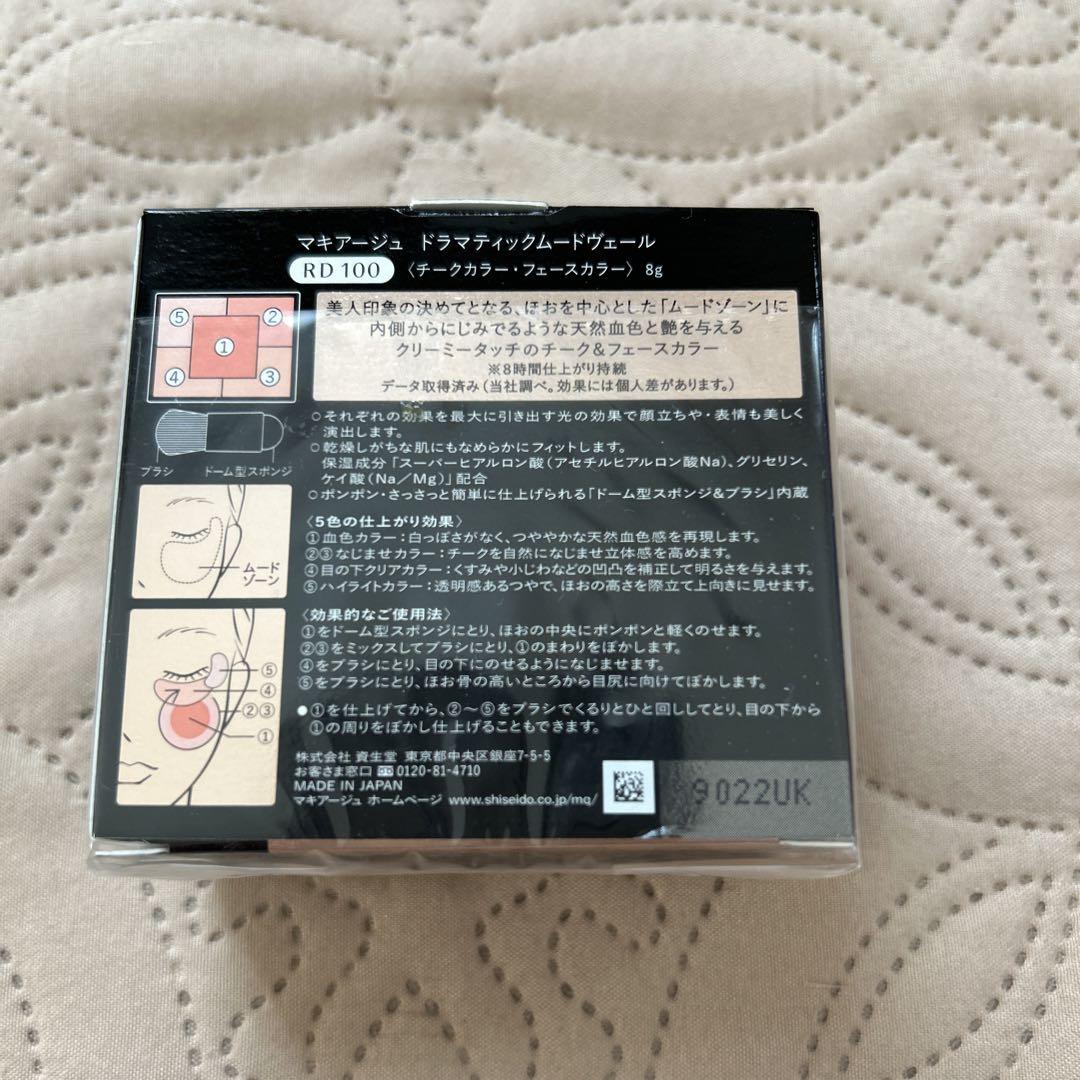 マキアージュ ドラマティックムードヴェール
RD 100 〈チークカラー・フェースカラー〉 8g
⑤ ②
①
④ ③
美人印象の決めてとなる、ほおを中心とした「ムードゾーン」に
内側からにじみでるような天然血色と艶を与える
クリーミータッチのチーク&フェースカラー
※8時間仕上がり持続
データ取得済み(当社調べ。効果には個人差があります。)
ブラシ ドーム型スポンジ
○それぞれの効果を最大に引き出す光の効果で顔立ちや・表情も美しく
演出します。
○乾燥しがちな肌にもなめらかにフィットします。
保湿成分「スーパーヒアルロン酸(アセチルヒアルロン酸Na)、グリセリン、
ケイ酸(Na/Mg)」配合
○ポンポン・さっさっと簡単に仕上げられる「ドーム型スポンジ&ブラシ」内蔵
ムード
ゾーン
〈5色の仕上がり効果〉
①血色カラー:白っぽさがなく、つややかな天然血色感を再現します。
②③なじませカラー:チークを自然になじませ立体感を高めます。
④目の下クリアカラー:くすみや小じわなどの凹凸を補正して明るさを与えます。
⑤ハイライトカラー:透明感あるつやで、ほおの高さを際立て上向きに見せます。
〈効果的なご使用法〉
①をドーム型スポンジにとり、ほおの中央にポンポンと軽くのせます。
②③をミックスしてブラシにとり、①のまわりをぼかします。
④をブラシにとり、目の下にのせるようになじませます。
⑤をブラシにとり、ほお骨の高いところから目尻に向けてぼかします。
●①を仕上げてから、②〜⑤をブラシでくるりとひと回ししてとり、目の下から
①の周りをぼかし仕上げることもできます。
⑤
④
②③
①
株式会社 資生堂 東京都中央区銀座7-5-5
お客さま窓口 0120-81-4710
MADE IN JAPAN
マキアージュ ホームページ www.shiseido.co.jp/mq/
9022UK